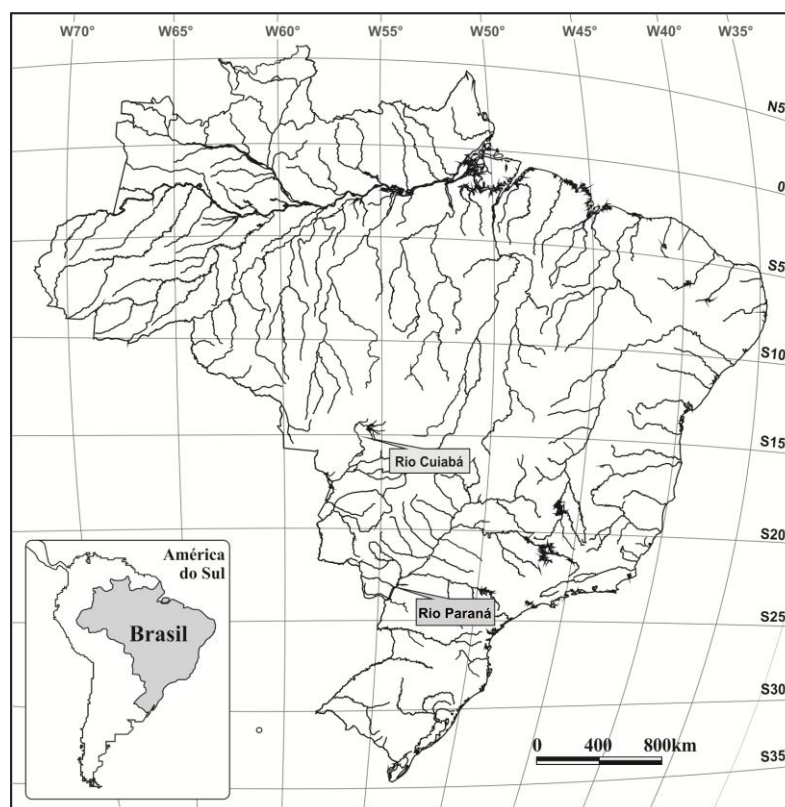 W70° W65° W60° W55° W50° W45° W40° W35°
N5
0
S5
S10
S15
Rio Cuiabá
S20
América
do Sul
Brasil
Rio Paraná
S25
S30
0 400 800km
S35